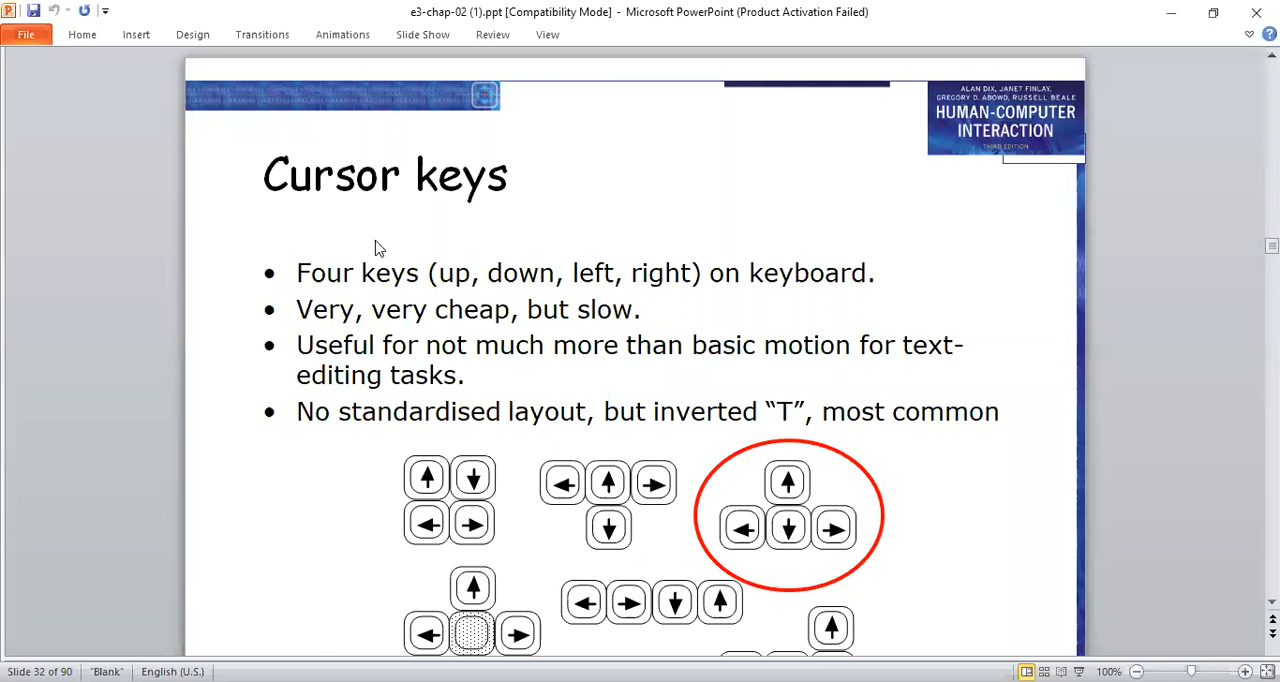 e3-chap-02 (1).ppt [Compatibility Mode] - Microsoft PowerPoint (Product Activation Failed)
File Home Insert Design Transitions Animations Slide Show Review View
ALAN DIX, JANET FINLAY,
GREGORY D. ABOWD, RUSSELL BEALE
HUMAN-COMPUTER
INTERACTION
THIRD EDITION
Cursor keys
• Four keys (up, down, left, right) on keyboard.
• Very, very cheap, but slow.
• Useful for not much more than basic motion for text-
editing tasks.
• No standardised layout, but inverted “T”, most common
Slide 32 of 90 "Blank" English (U.S.) 100%